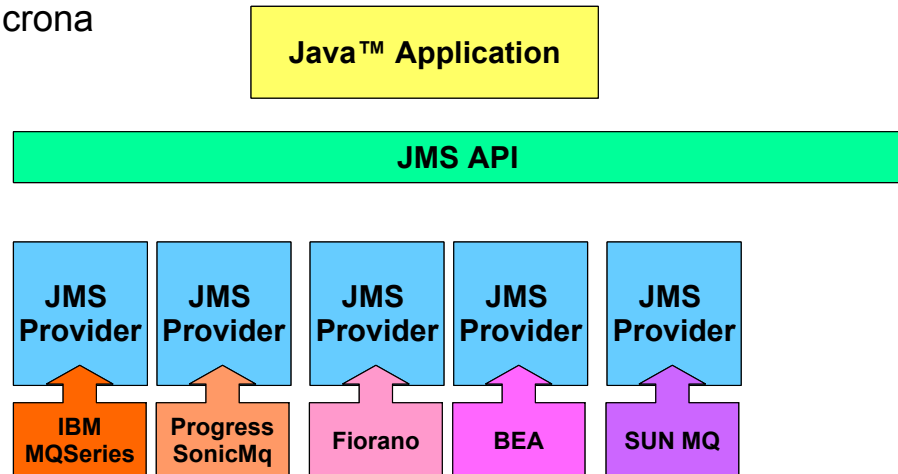 crona
Java™ Application
JMS API
JMS Provider
JMS Provider
JMS Provider
JMS Provider
JMS Provider
IBM MQSeries
Progress SonicMq
Fiorano
BEA
SUN MQ